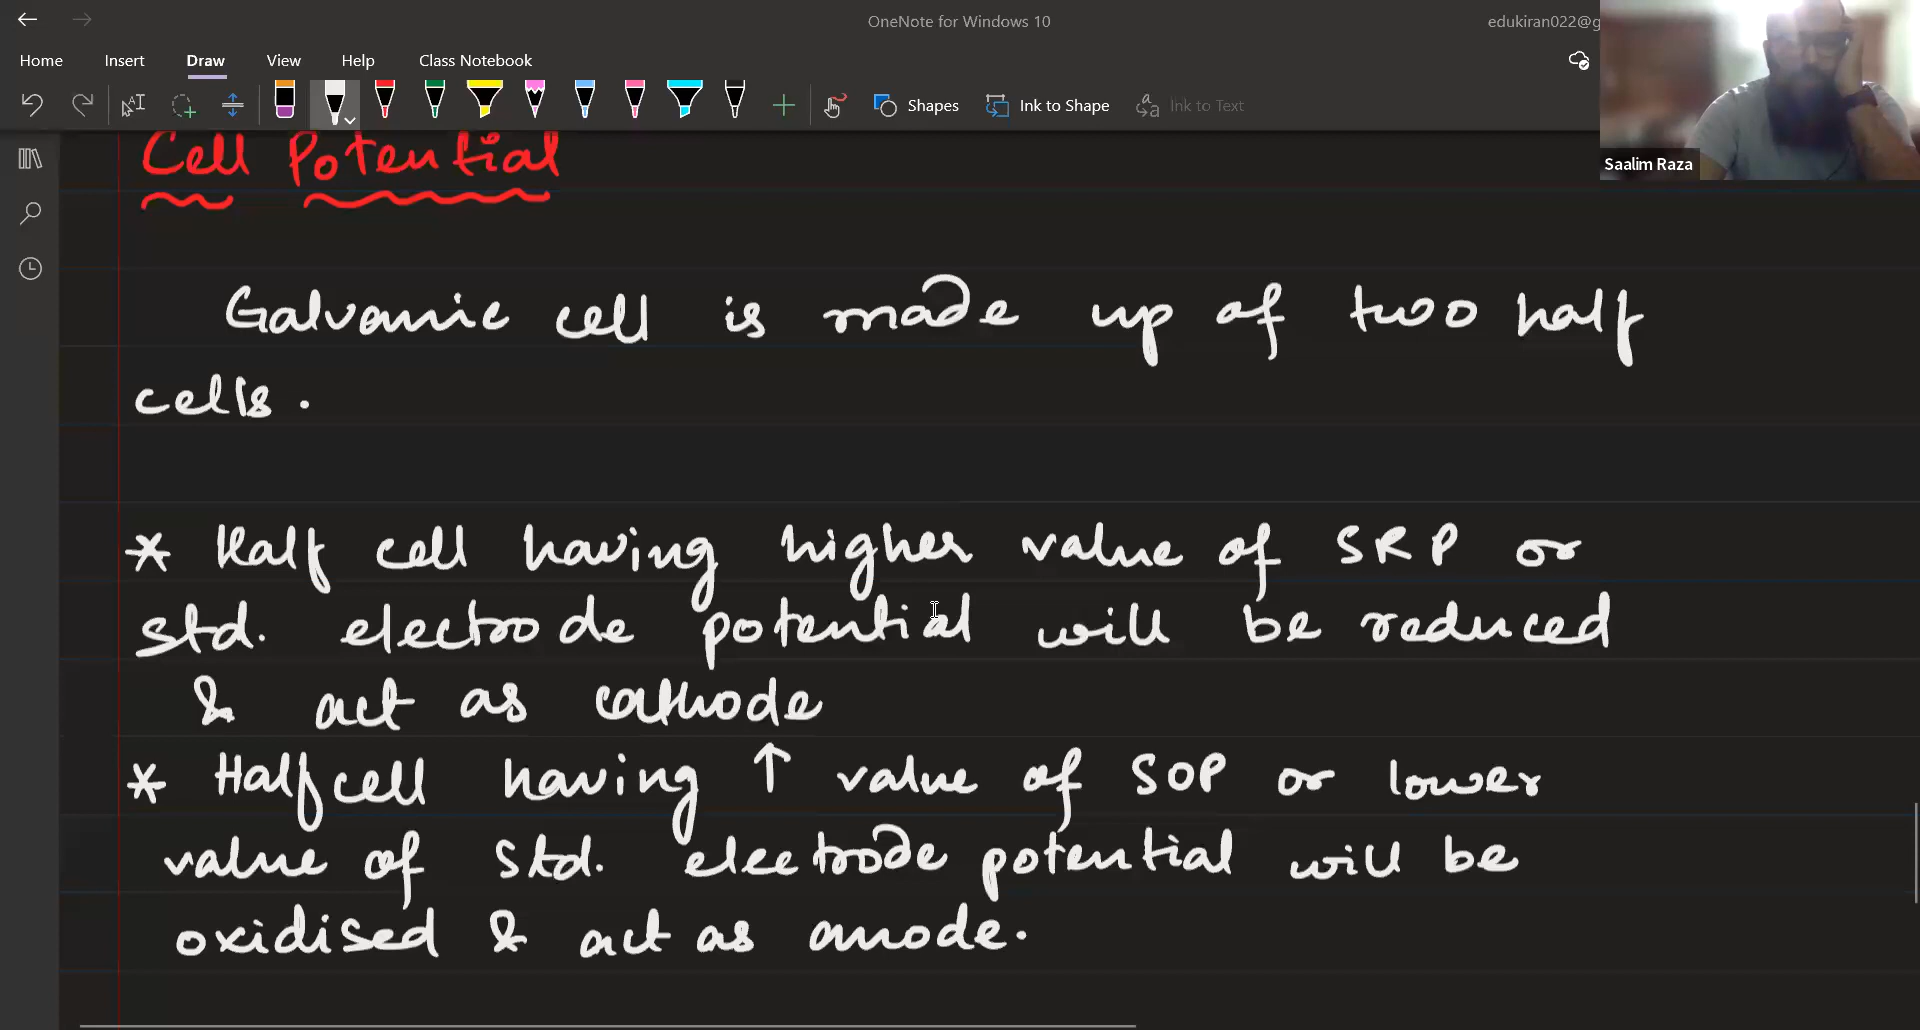 OneNote for Windows 10
edukiran022@g
Home Insert Draw View Help Class Notebook
Shapes Ink to Shape Ink to Text
Saalim Raza
Cell Potential
Galvanic cell is made up of two half
cells.
* Half cell having higher value of SRP or
std. electrode potential will be reduced
& act as cathode
* Half cell having ↑ value of SOP or lower
value of std. electrode potential will be
oxidised & act as anode.